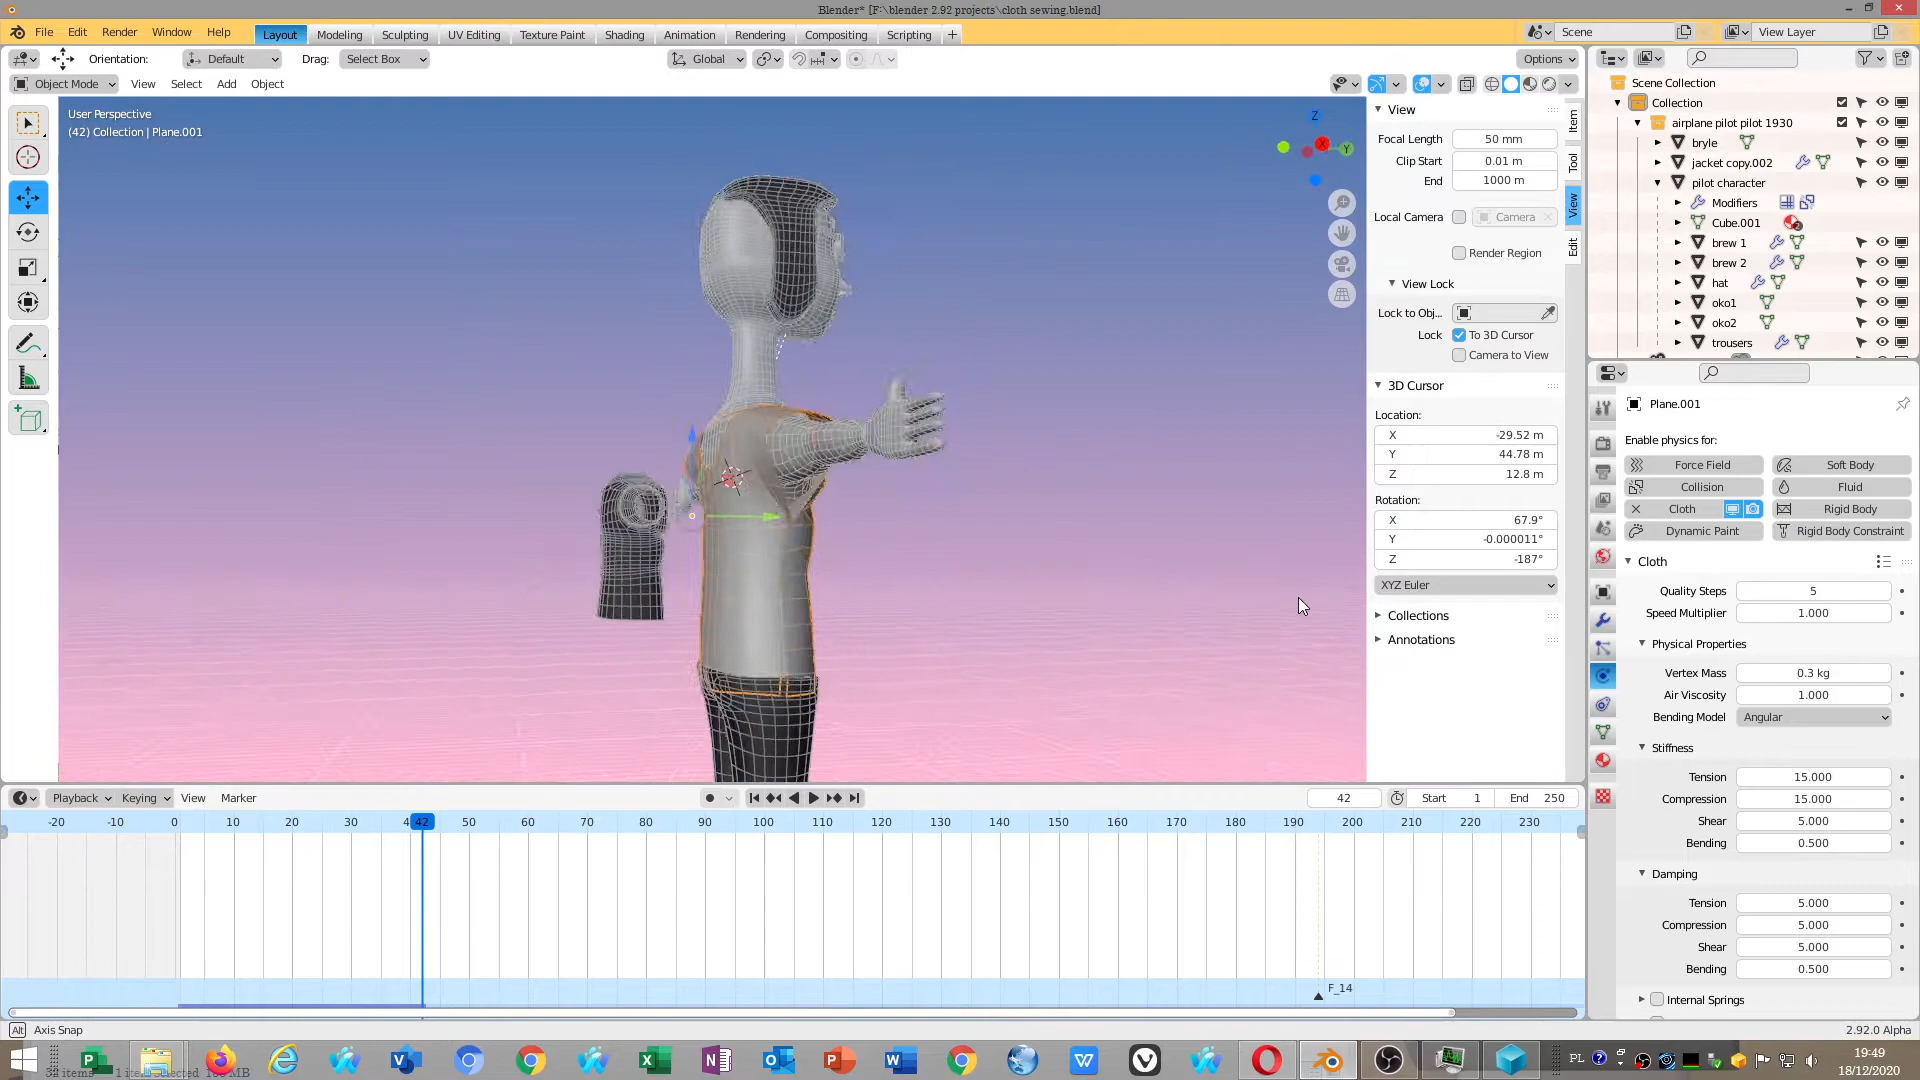 Blender* [F:\blender 2.92 projects\cloth sewing.blend]
File Edit Render Window Help Layout Modeling Sculpting UV Editing Texture Paint Shading Animation Rendering Compositing Scripting + Scene View Layer
Orientation: Default Drag: Select Box Global Options
Object Mode View Select Add Object
User Perspective
(42) Collection | Plane.001
Z
X
Y
View
Focal Length 50 mm
Clip Start 0.01 m
End 1000 m
Local Camera Camera
Render Region
View Lock
Lock to Obj...
Lock To 3D Cursor
Camera to View
3D Cursor
Location:
X -29.52 m
Y 44.78 m
Z 12.8 m
Rotation:
X 67.9°
Y -0.000011°
Z -187°
XYZ Euler
Collections
Annotations
Item
Tool
View
Edit
Scene Collection
Collection
airplane pilot pilot 1930
bryle
jacket copy.002
pilot character
Modifiers
Cube.001
brew 1
brew 2
hat
oko1
oko2
trousers
Plane.001
Enable physics for:
Force Field Soft Body
Collision Fluid
Cloth Rigid Body
Dynamic Paint Rigid Body Constraint
Cloth
Quality Steps 5
Speed Multiplier 1.000
Physical Properties
Vertex Mass 0.3 kg
Air Viscosity 1.000
Bending Model Angular
Stiffness
Tension 15.000
Compression 15.000
Shear 5.000
Bending 0.500
Damping
Tension 5.000
Compression 5.000
Shear 5.000
Bending 0.500
Internal Springs
Playback Keying View Marker 42 Start 1 End 250
-20 -10 0 10 20 30 42 50 60 70 80 90 100 110 120 130 140 150 160 170 180 190 200 210 220 230
F_14
Alt Axis Snap 2.92.0 Alpha
PL 19:49
18/12/2020